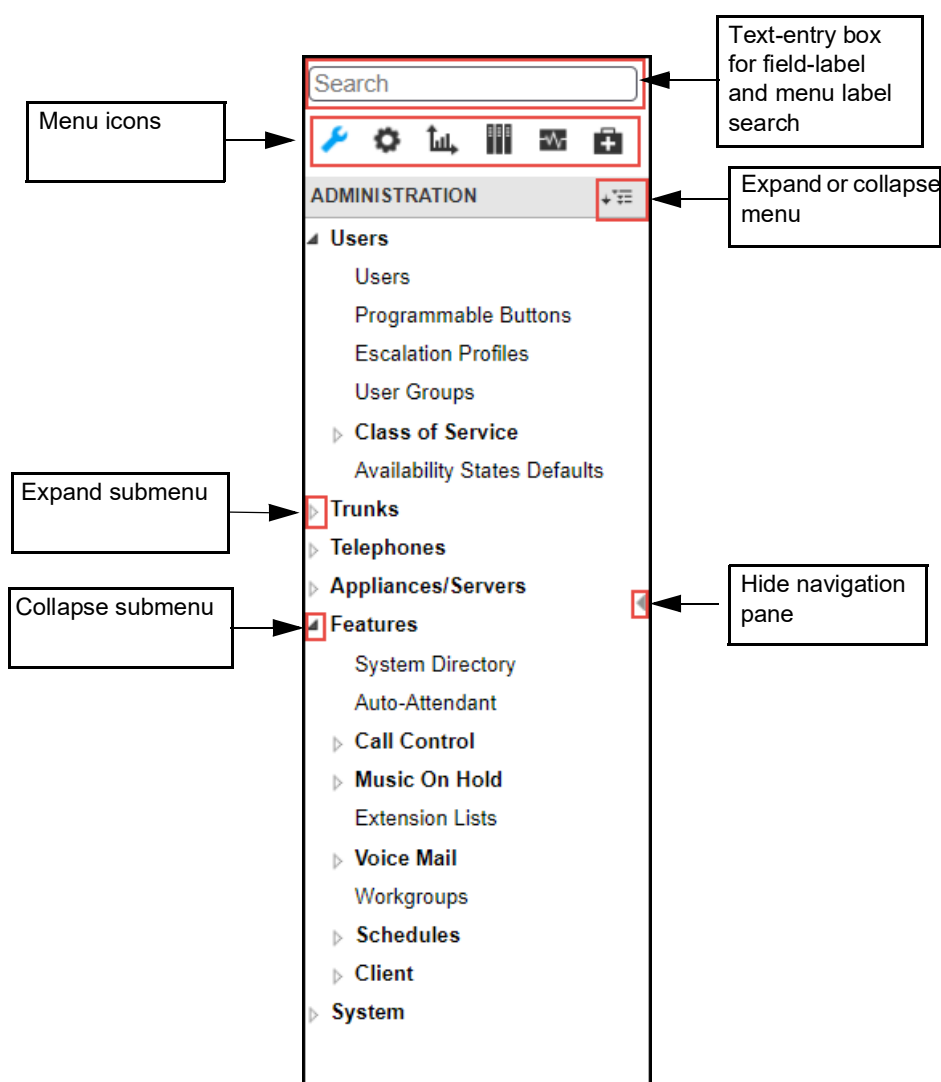 Text-entry box
for field-label
and menu label
search
Search
Menu icons
ADMINISTRATION
Expand or collapse
menu
Users
Users
Programmable Buttons
Escalation Profiles
User Groups
Class of Service
Availability States Defaults
Expand submenu
Trunks
Telephones
Appliances/Servers
Hide navigation
pane
Collapse submenu
Features
System Directory
Auto-Attendant
Call Control
Music On Hold
Extension Lists
Voice Mail
Workgroups
Schedules
Client
System